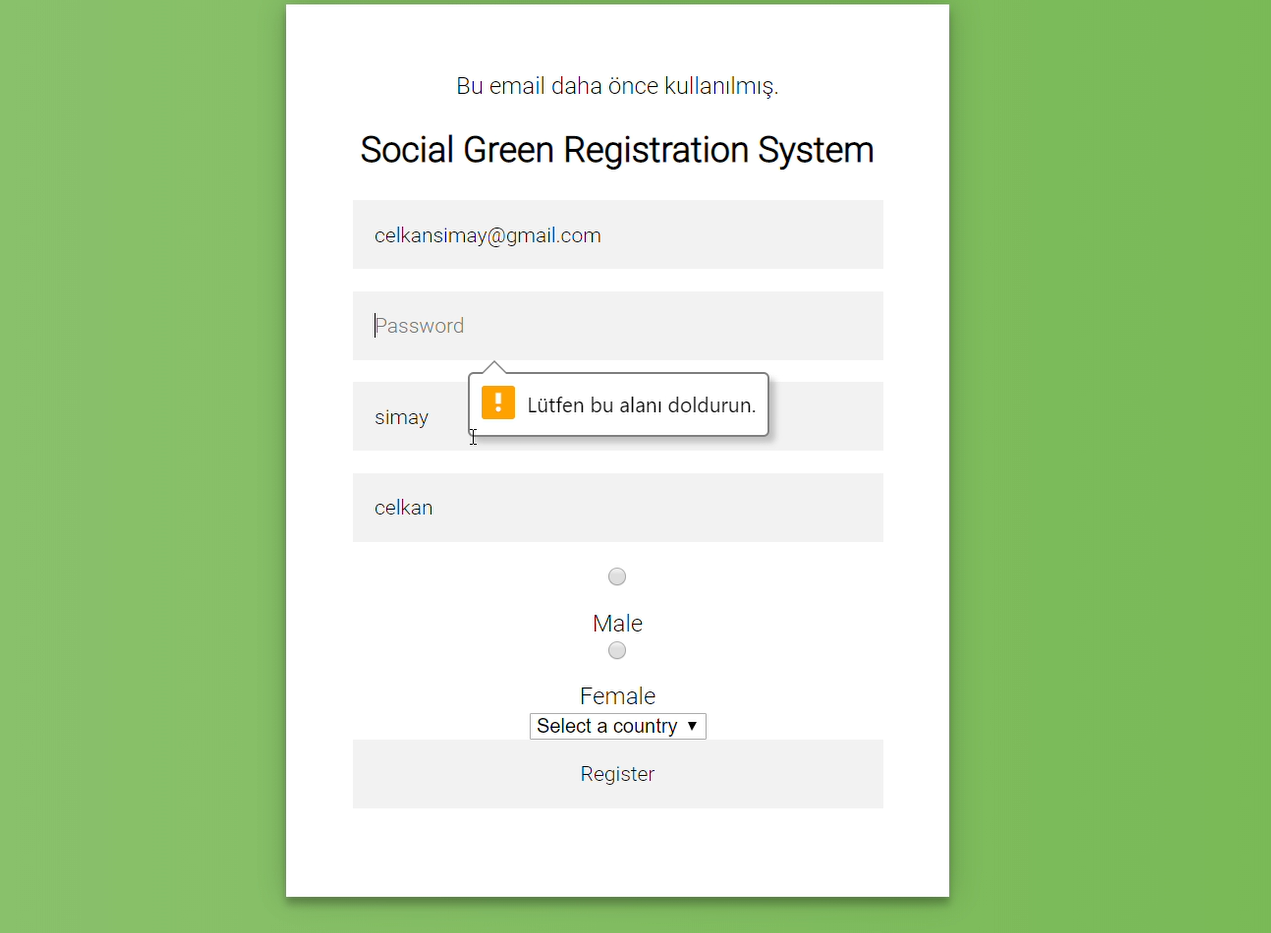 Bu email daha önce kullanılmış.
Social Green Registration System
celkansimay@gmail.com
Password
Lütfen bu alanı doldurun.
simay
celkan
Male
Female
Select a country
Register